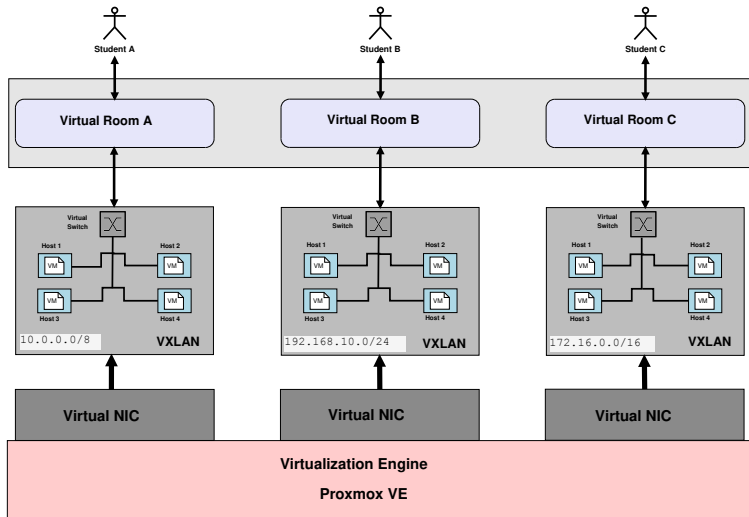 Student A
Student B
Student C
Virtual Room A
Virtual Room B
Virtual Room C
Virtual
Switch
Host 1
Host 2
VM
VM
VM
VM
Host 3
Host 4
10.0.0.0/8
VXLAN
Virtual
Switch
Host 1
Host 2
VM
VM
VM
VM
Host 3
Host 4
192.168.10.0/24
VXLAN
Virtual
Switch
Host 1
Host 2
VM
VM
VM
VM
Host 3
Host 4
172.16.0.0/16
VXLAN
Virtual NIC
Virtual NIC
Virtual NIC
Virtualization Engine
Proxmox VE